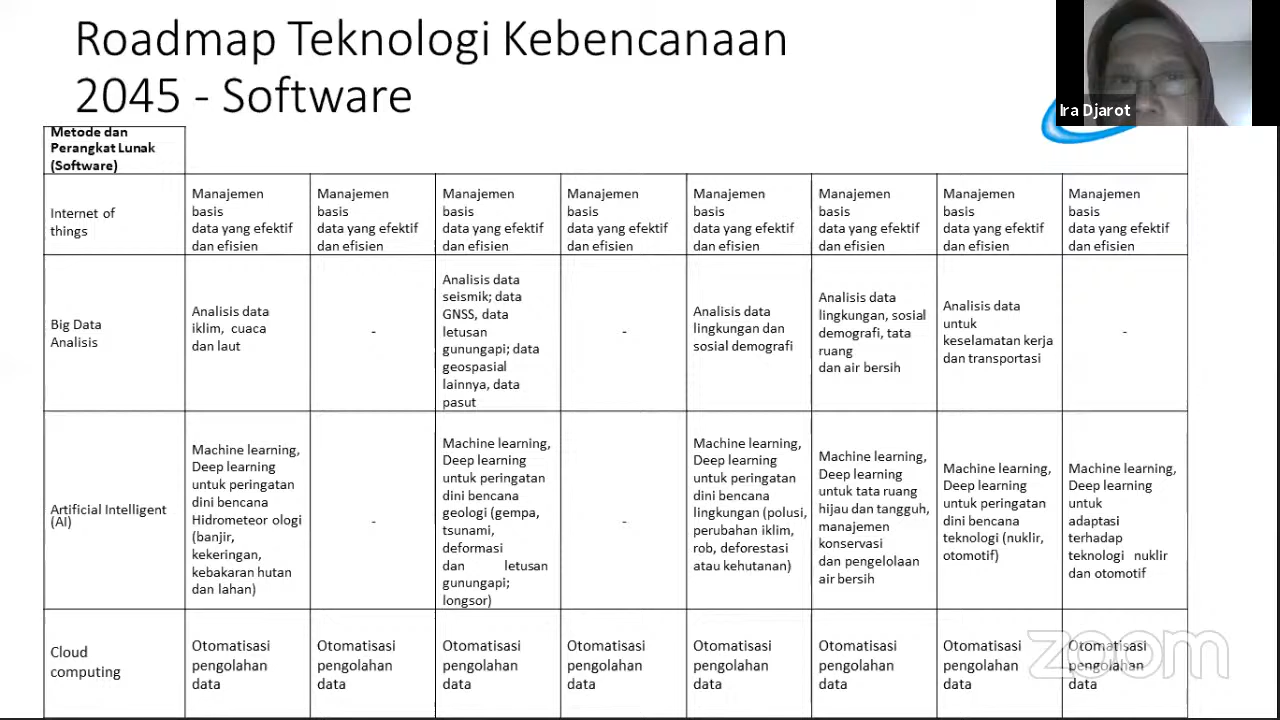 Roadmap Teknologi Kebencanaan
2045 - Software
Ira Djarot
Metode dan
Perangkat Lunak
(Software)
Internet of
things
Manajemen
basis
data yang efektif
dan efisien
Manajemen
basis
data yang efektif
dan efisien
Manajemen
basis
data yang efektif
dan efisien
Manajemen
basis
data yang efektif
dan efisien
Manajemen
basis
data yang efektif
dan efisien
Manajemen
basis
data yang efektif
dan efisien
Manajemen
basis
data yang efektif
dan efisien
Manajemen
basis
data yang efektif
dan efisien
Big Data
Analisis
Analisis data
iklim, cuaca
dan laut
-
Analisis data
seismik; data
GNSS, data
letusan
gunungapi; data
geospasial
lainnya, data
pasut
-
Analisis data
lingkungan dan
sosial demografi
Analisis data
lingkungan, sosial
demografi, tata
ruang
dan air bersih
Analisis data
untuk
keselamatan kerja
dan transportasi
-
Artificial Intelligent
(AI)
Machine learning,
Deep learning
untuk peringatan
dini bencana
Hidrometeor ologi
(banjir,
kekeringan,
kebakaran hutan
dan lahan)
-
Machine learning,
Deep learning
untuk peringatan
dini bencana
geologi (gempa,
tsunami,
deformasi
dan letusan
gunungapi;
longsor)
-
Machine learning,
Deep learning
untuk peringatan
dini bencana
lingkungan (polusi,
perubahan iklim,
rob, deforestasi
atau kehutanan)
Machine learning,
Deep learning
untuk tata ruang
hijau dan tangguh,
manajemen
konservasi
dan pengelolaan
air bersih
Machine learning,
Deep learning
untuk peringatan
dini bencana
teknologi (nuklir,
otomotif)
Machine learning,
Deep learning
untuk
adaptasi
terhadap
teknologi nuklir
dan otomotif
Cloud
computing
Otomatisasi
pengolahan
data
Otomatisasi
pengolahan
data
Otomatisasi
pengolahan
data
Otomatisasi
pengolahan
data
Otomatisasi
pengolahan
data
Otomatisasi
pengolahan
data
Otomatisasi
pengolahan
data
Otomatisasi
pengolahan
data
zoom